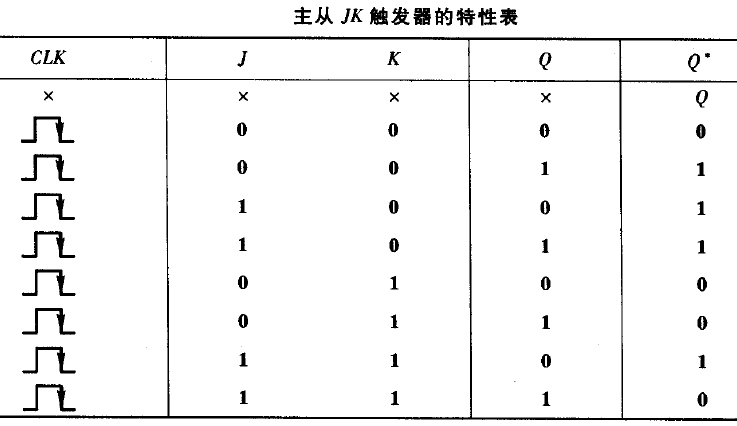 主从 JK 触发器的特性表
CLK J K Q Q*
× × × × Q
0 0 0 0
0 0 1 1
1 0 0 1
1 0 1 1
0 1 0 0
0 1 1 0
1 1 0 1
1 1 1 0